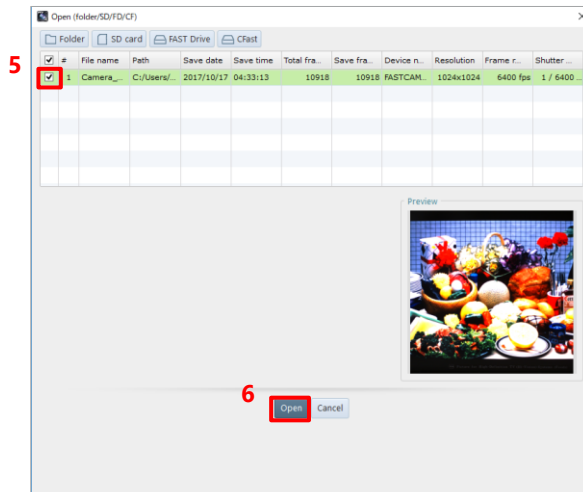 Open (folder/SD/FD/CF)
Folder SD card FAST Drive CFast
5
# File name Path Save date Save time Total fra... Save fra... Device n... Resolution Frame r... Shutter ...
1 Camera_... C:/Users/... 2017/10/17 04:33:13 10918 10918 FASTCAM... 1024x1024 6400 fps 1 / 6400 ...
Preview
6
Open Cancel